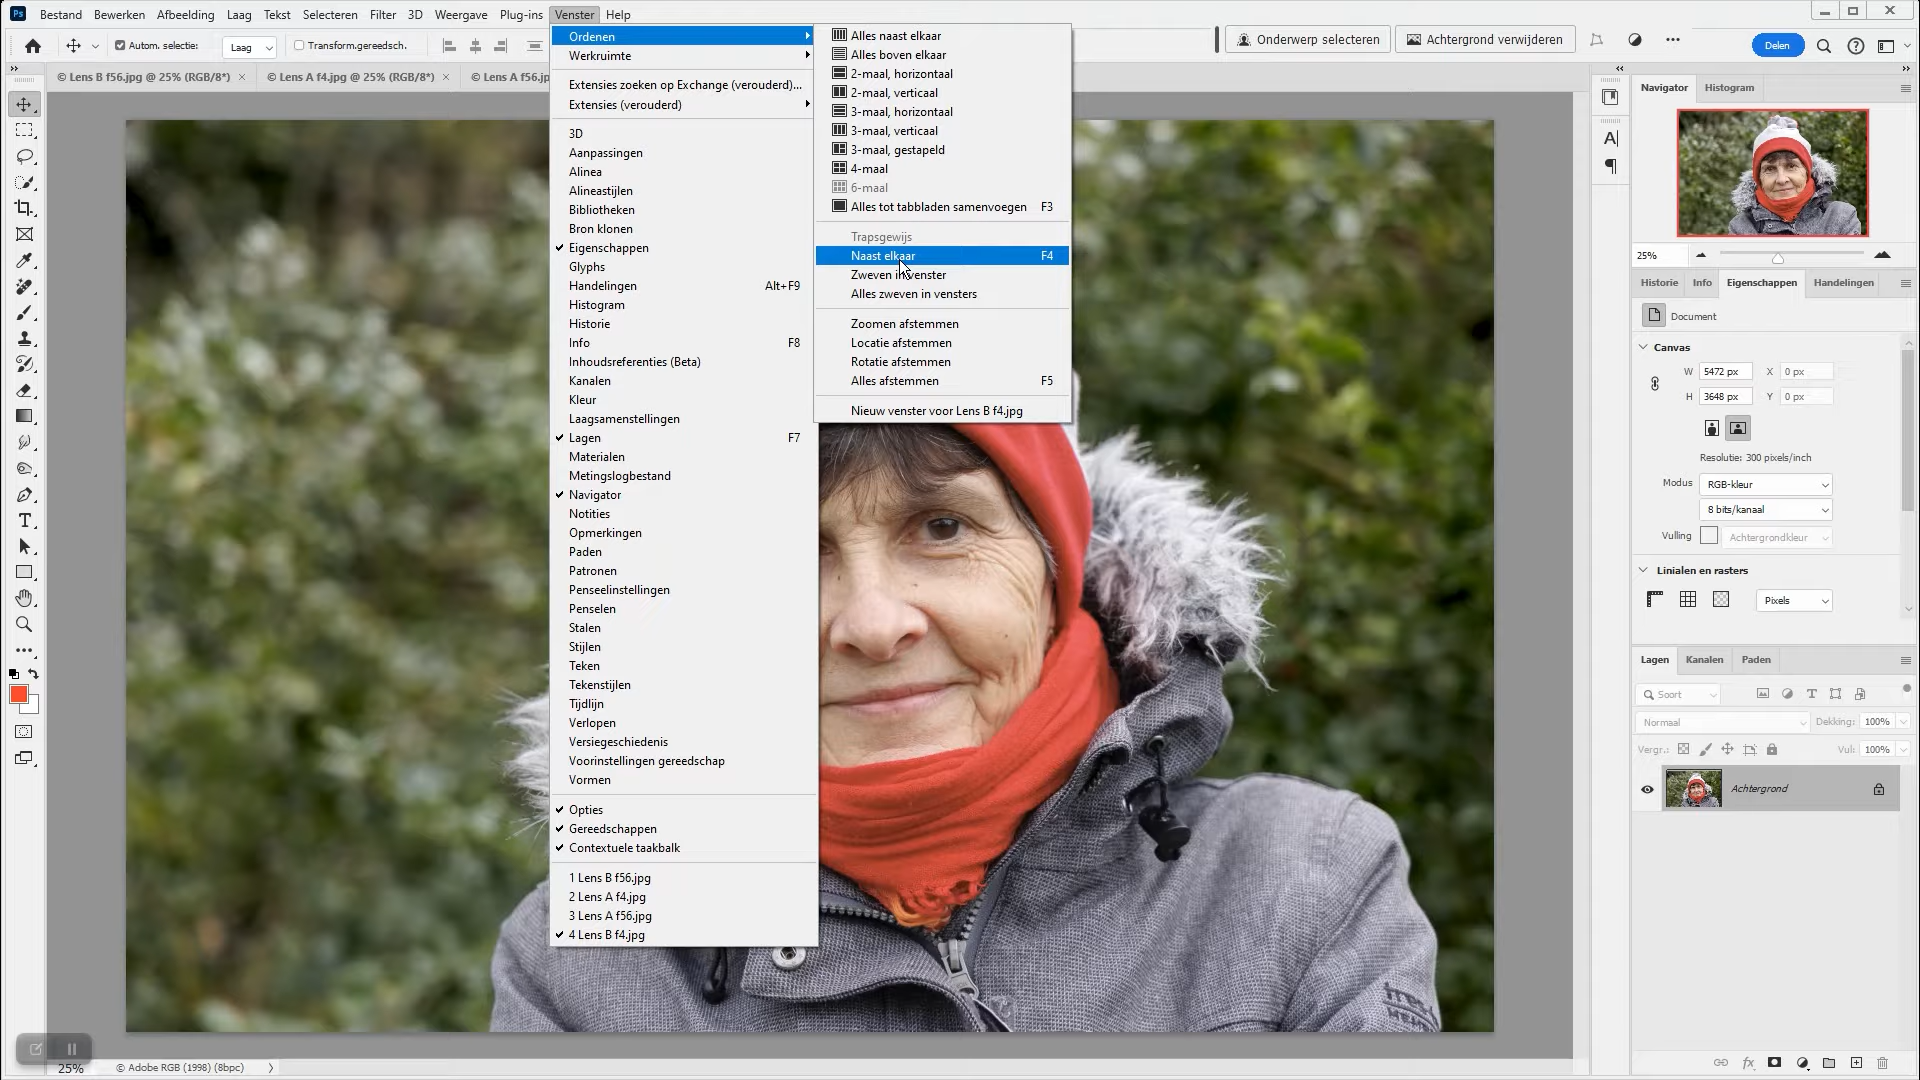 Ps Bestand Bewerken Afbeelding Laag Tekst Selecteren Filter 3D Weergave Plug-ins Venster Help
Autom. selectie: Laag Transform.gereedsch.
Onderwerp selecteren Achtergrond verwijderen
Delen
© Lens B f56.jpg @ 25% (RGB/8*) × © Lens A f4.jpg @ 25% (RGB/8*) × © Lens A f56.jp
Ordenen
Werkruimte
Extensies zoeken op Exchange (verouderd)...
Extensies (verouderd)
3D
Aanpassingen
Alinea
Alineastijlen
Bibliotheken
Bron klonen
Eigenschappen
Glyphs
Handelingen Alt+F9
Histogram
Historie
Info F8
Inhoudsreferenties (Beta)
Kanalen
Kleur
Laagsamenstellingen
Lagen F7
Materialen
Metingslogbestand
Navigator
Notities
Opmerkingen
Paden
Patronen
Penseelinstellingen
Penselen
Stalen
Stijlen
Teken
Tekenstijlen
Tijdlijn
Verlopen
Versiegeschiedenis
Voorinstellingen gereedschap
Vormen
Opties
Gereedschappen
Contextuele taakbalk
1 Lens B f56.jpg
2 Lens A f4.jpg
3 Lens A f56.jpg
4 Lens B f4.jpg
Alles naast elkaar
Alles boven elkaar
2-maal, horizontaal
2-maal, verticaal
3-maal, horizontaal
3-maal, verticaal
3-maal, gestapeld
4-maal
6-maal
Alles tot tabbladen samenvoegen F3
Trapsgewijs
Naast elkaar F4
Zweven in venster
Alles zweven in vensters
Zoomen afstemmen
Locatie afstemmen
Rotatie afstemmen
Alles afstemmen F5
Nieuw venster voor Lens B f4.jpg
Navigator Histogram
25%
Historie Info Eigenschappen Handelingen
Document
Canvas
W 5472 px X 0 px
H 3648 px Y 0 px
Resolutie: 300 pixels/inch
Modus RGB-kleur
8 bits/kanaal
Vulling Achtergrondkleur
Linialen en rasters
Pixels
Lagen Kanalen Paden
Soort
Normaal Dekking: 100%
Vergr.: Vul: 100%
Achtergrond
25% © Adobe RGB (1998) (8bpc)